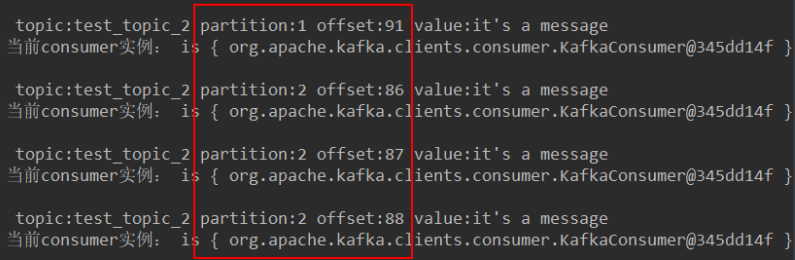 topic:test_topic_2 partition:1 offset:91 value:it's a message
当前consumer实例： is { org.apache.kafka.clients.consumer.KafkaConsumer@345dd14f }
topic:test_topic_2 partition:2 offset:86 value:it's a message
当前consumer实例： is { org.apache.kafka.clients.consumer.KafkaConsumer@345dd14f }
topic:test_topic_2 partition:2 offset:87 value:it's a message
当前consumer实例： is { org.apache.kafka.clients.consumer.KafkaConsumer@345dd14f }
topic:test_topic_2 partition:2 offset:88 value:it's a message
当前consumer实例： is { org.apache.kafka.clients.consumer.KafkaConsumer@345dd14f }